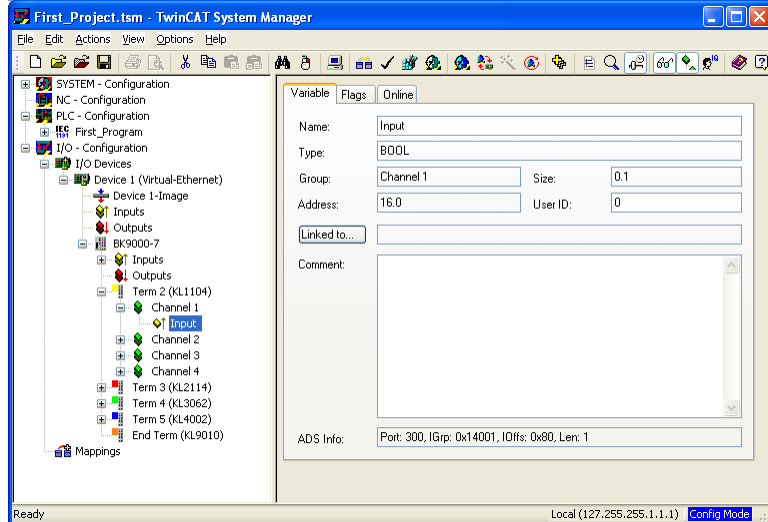 First_Project.tsm - TwinCAT System Manager
File Edit Actions View Options Help
SYSTEM - Configuration
NC - Configuration
PLC - Configuration
IEC 1131 First_Program
I/O - Configuration
I/O Devices
Device 1 (Virtual-Ethernet)
Device 1-Image
Inputs
Outputs
BK9000-7
Inputs
Outputs
Term 2 (KL1104)
Channel 1
Input
Channel 2
Channel 3
Channel 4
Term 3 (KL2114)
Term 4 (KL3062)
Term 5 (KL4002)
End Term (KL9010)
Mappings
Variable Flags Online
Name: Input
Type: BOOL
Group: Channel 1 Size: 0.1
Address: 16.0 User ID: 0
Linked to...
Comment:
ADS Info: Port: 300, IGrp: 0x14001, IOffs: 0x80, Len: 1
Ready Local (127.255.255.1.1.1) Config Mode